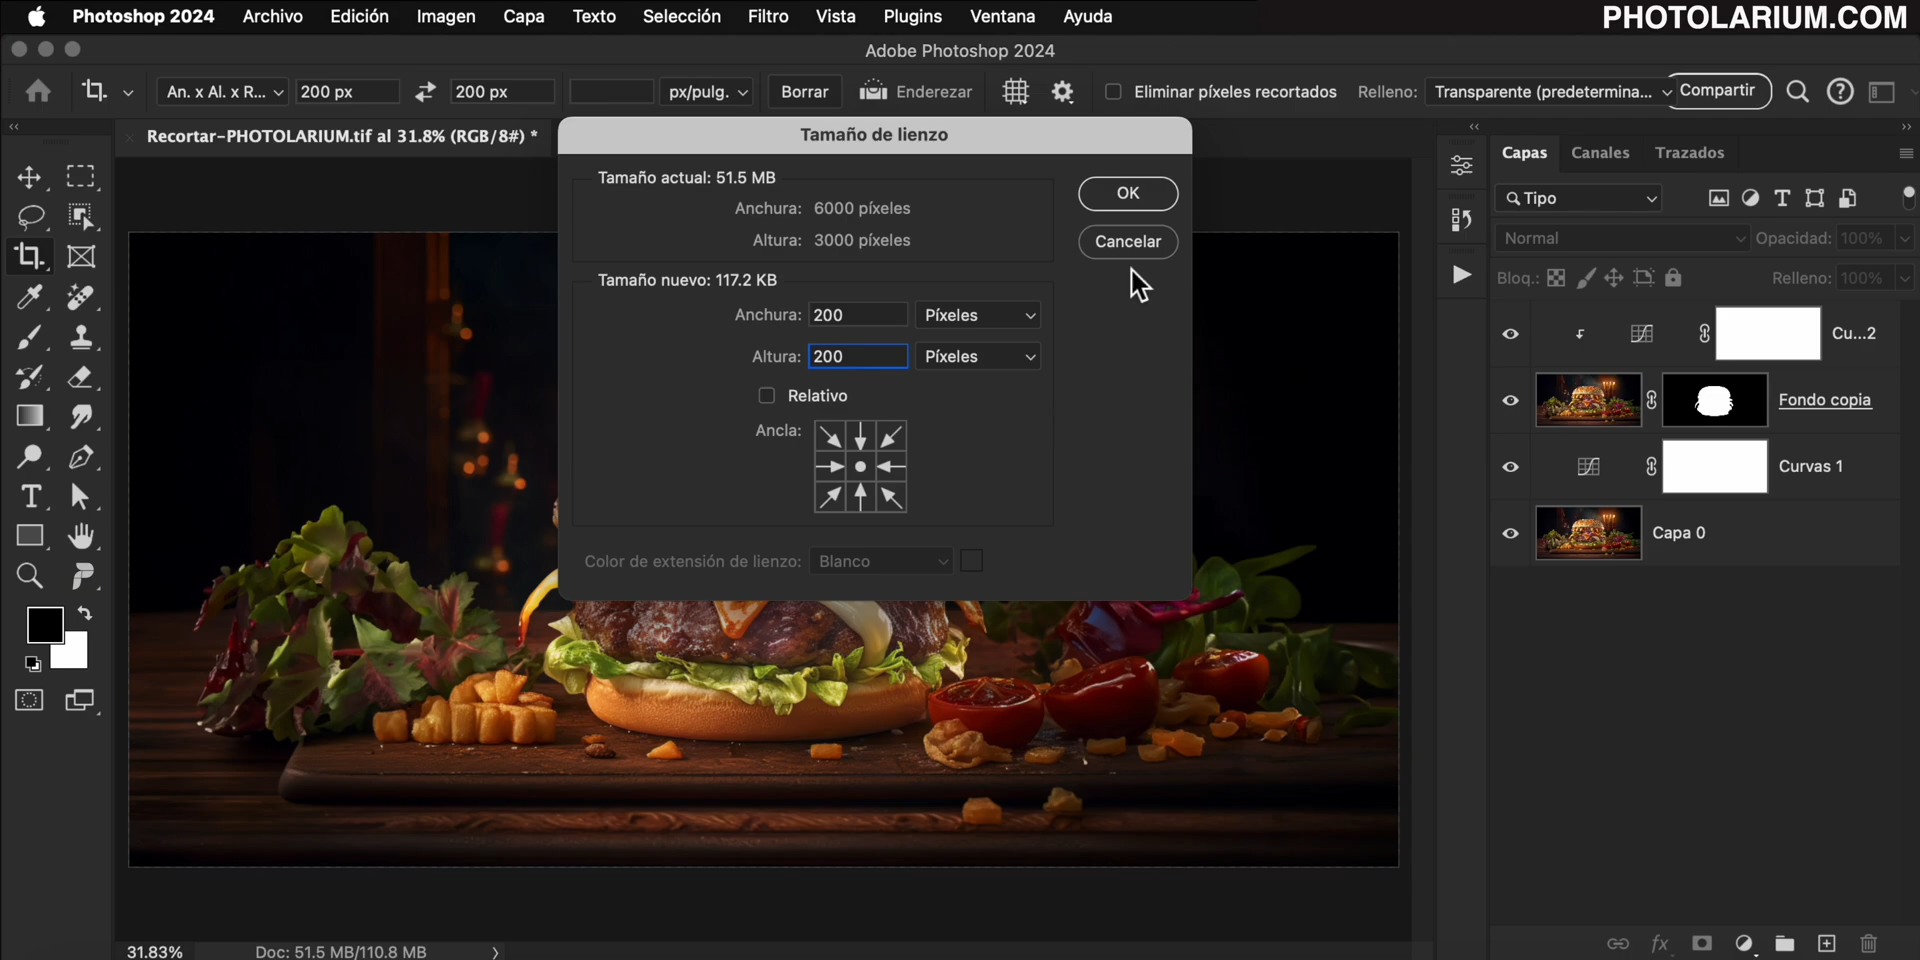 Photoshop 2024 Archivo Edición Imagen Capa Texto Selección Filtro Vista Plugins Ventana Ayuda
PHOTOLARIUM.COM
Adobe Photoshop 2024
An. x Al. x R... 200 px 200 px px/pulg. Borrar Enderezar Eliminar píxeles recortados Relleno: Transparente (predetermina... Compartir
Recortar-PHOTOLARIUM.tif al 31.8% (RGB/8#) *
Tamaño de lienzo
Tamaño actual: 51.5 MB
Anchura: 6000 píxeles
Altura: 3000 píxeles
OK
Cancelar
Tamaño nuevo: 117.2 KB
Anchura: 200 Píxeles
Altura: 200 Píxeles
Relativo
Ancla:
Color de extensión de lienzo: Blanco
Capas Canales Trazados
Tipo
Normal Opacidad: 100%
Bloq.: Relleno: 100%
Cu...2
Fondo copia
Curvas 1
Capa 0
fx
31.83% Doc: 51.5 MB/110.8 MB